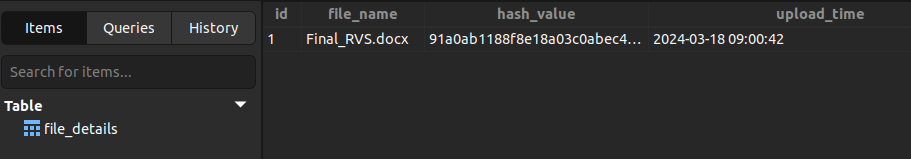 Items Queries History
Search for items...
Table
file_details
id file_name hash_value upload_time
1 Final_RVS.docx 91a0ab1188f8e18a03c0abec4... 2024-03-18 09:00:42